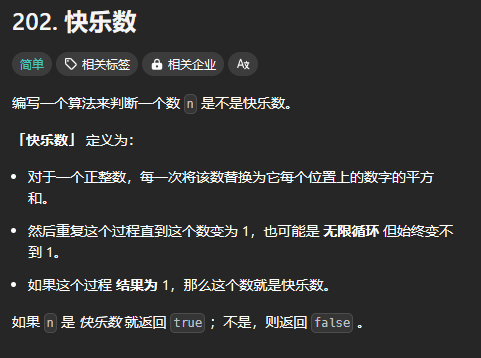 202. 快乐数
简单 相关标签 相关企业 Aあ
编写一个算法来判断一个数 n 是不是快乐数。
「快乐数」 定义为：
对于一个正整数，每一次将该数替换为它每个位置上的数字的平方
和。
然后重复这个过程直到这个数变为 1，也可能是 无限循环 但始终变不
到 1。
如果这个过程 结果为 1，那么这个数就是快乐数。
如果 n 是 快乐数 就返回 true ；不是，则返回 false 。